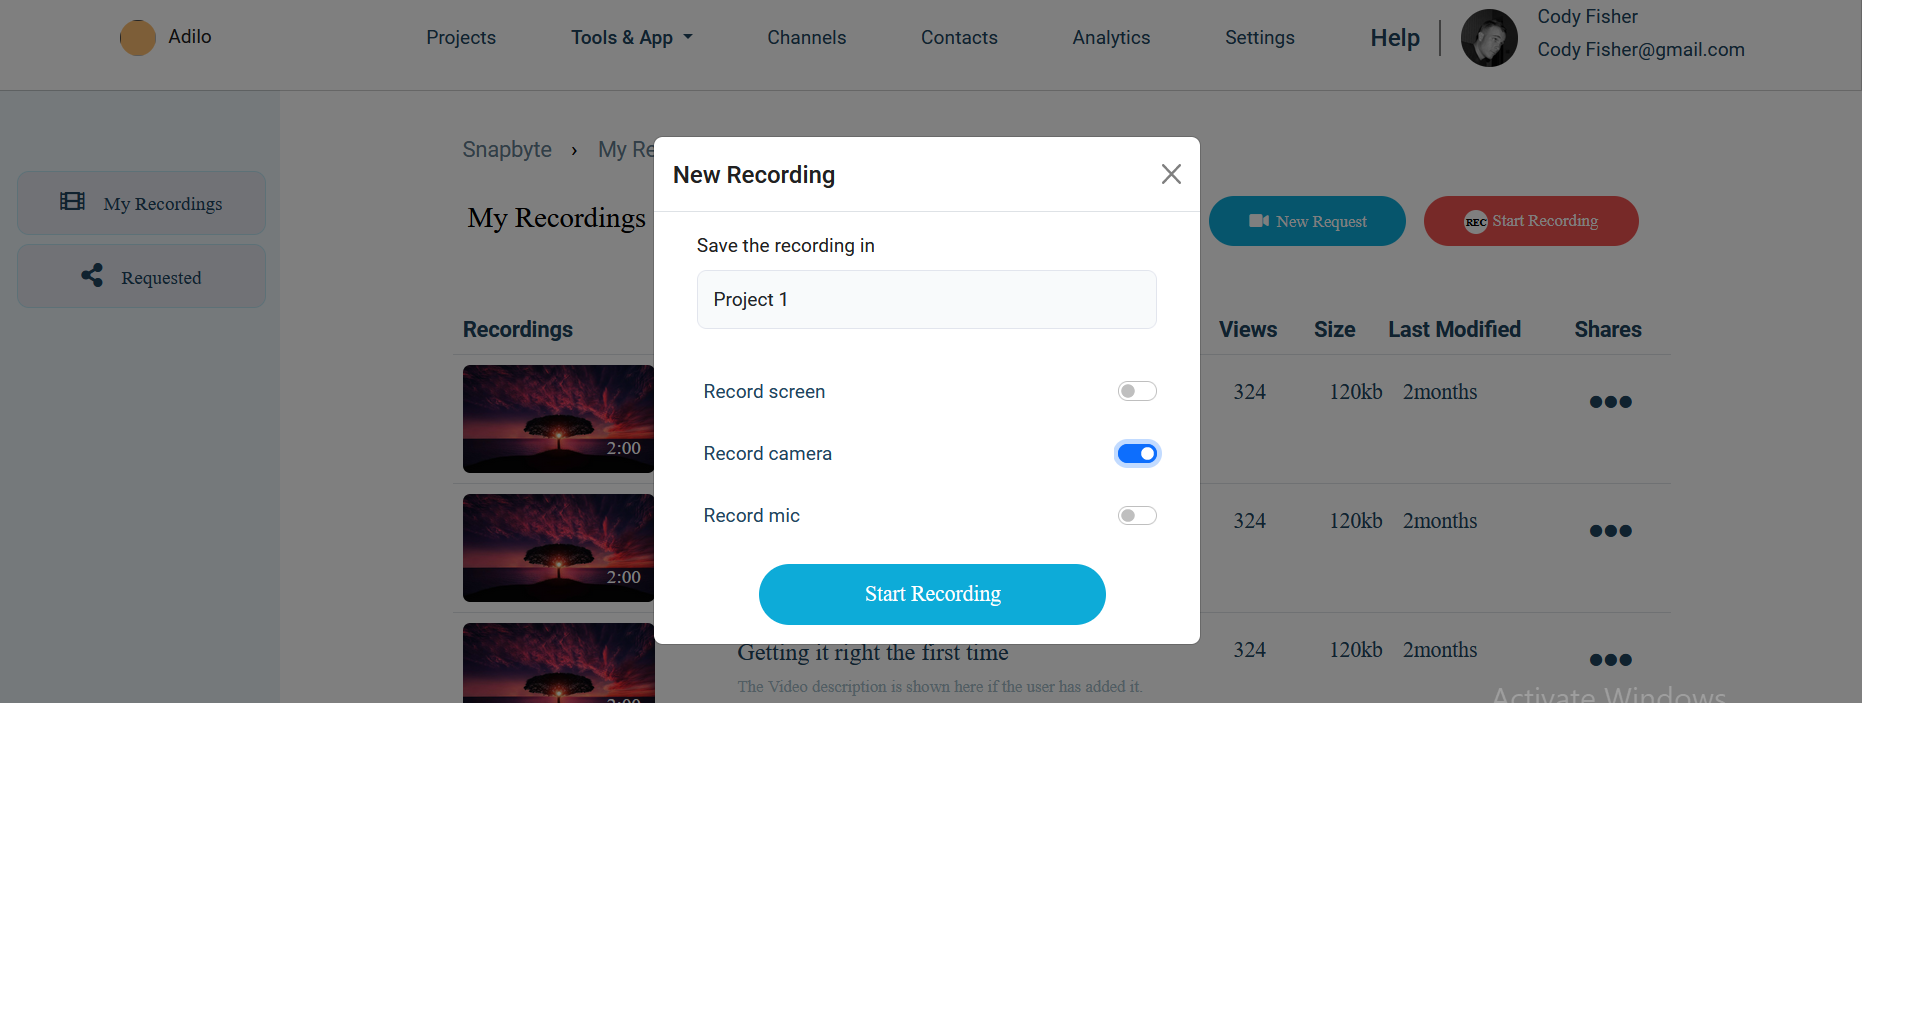 Adilo Projects Tools & App Channels Contacts Analytics Settings Help Cody Fisher
Cody Fisher@gmail.com
Snapbyte › My Re
New Recording
My Recordings
Requested
My Recordings
New Request
REC Start Recording
Save the recording in
Project 1
Recordings Views Size Last Modified Shares
Record screen
Record camera
Record mic
Start Recording
2:00 324 120kb 2months
2:00 324 120kb 2months
2:00 Getting it right the first time 324 120kb 2months
The Video description is shown here if the user has added it.
Activate Windows